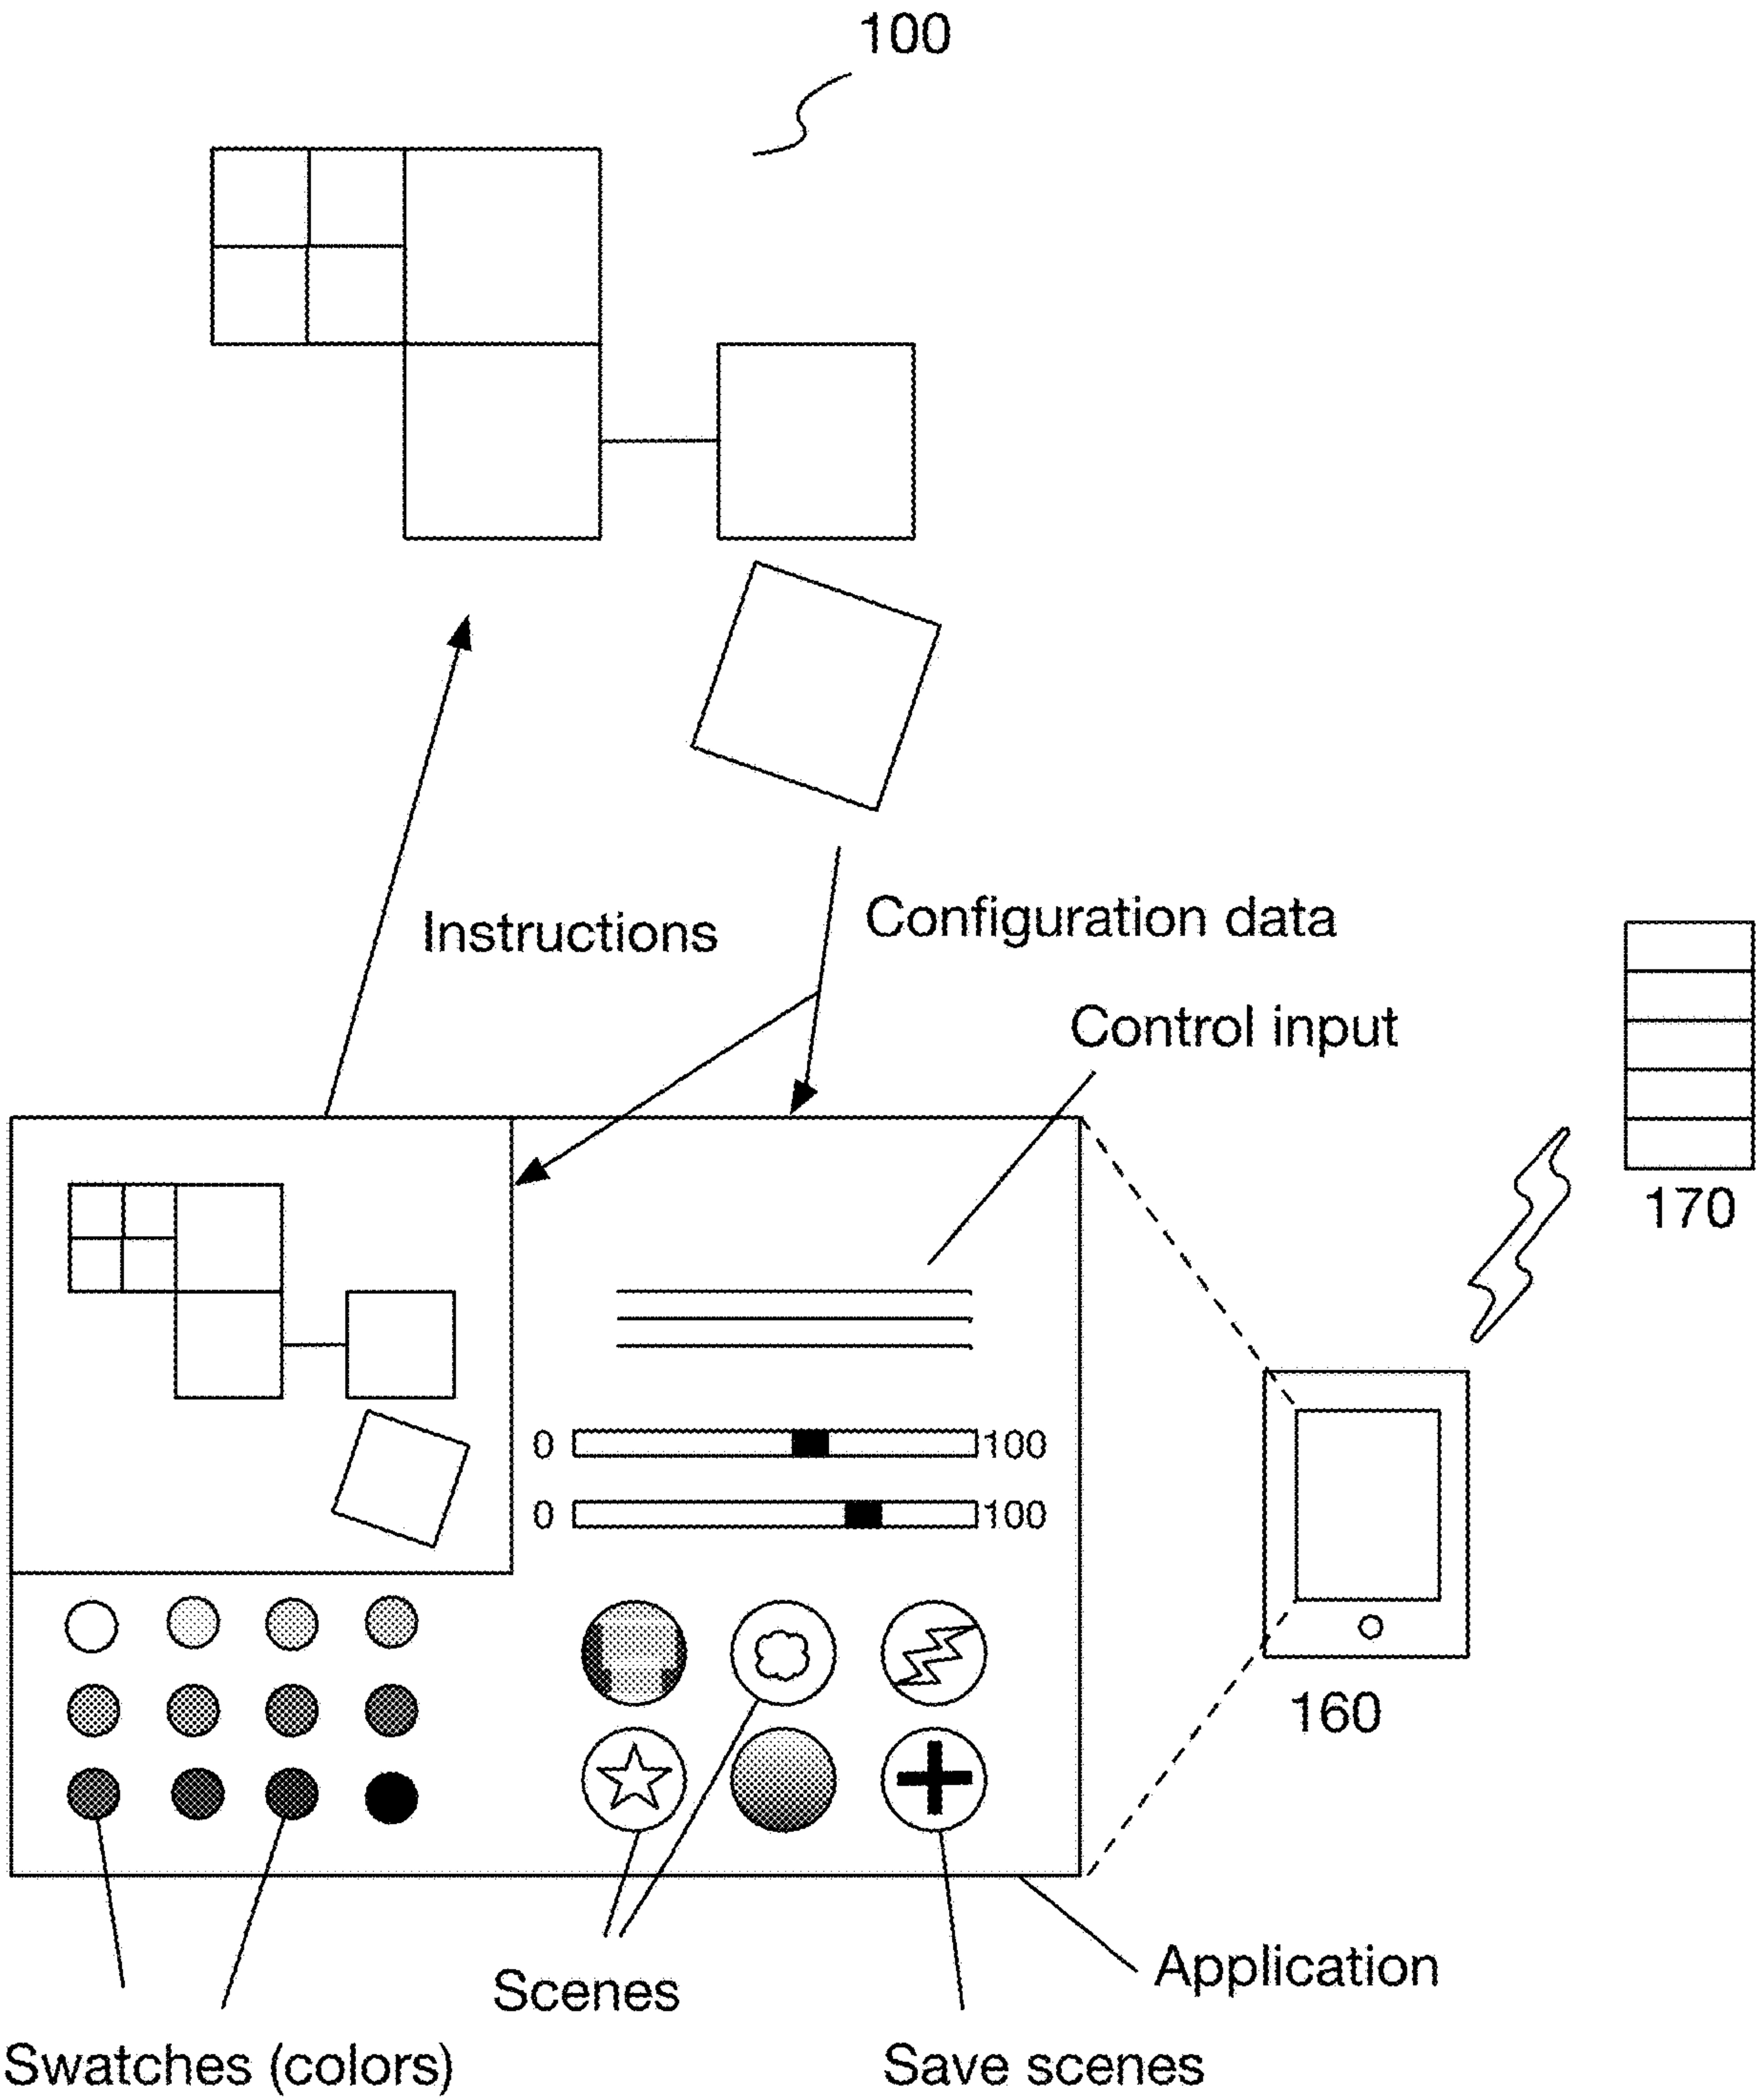 100
Instructions
Configuration data
Control input
170
0 100
0 100
160
Scenes
Application
Swatches (colors)
Save scenes